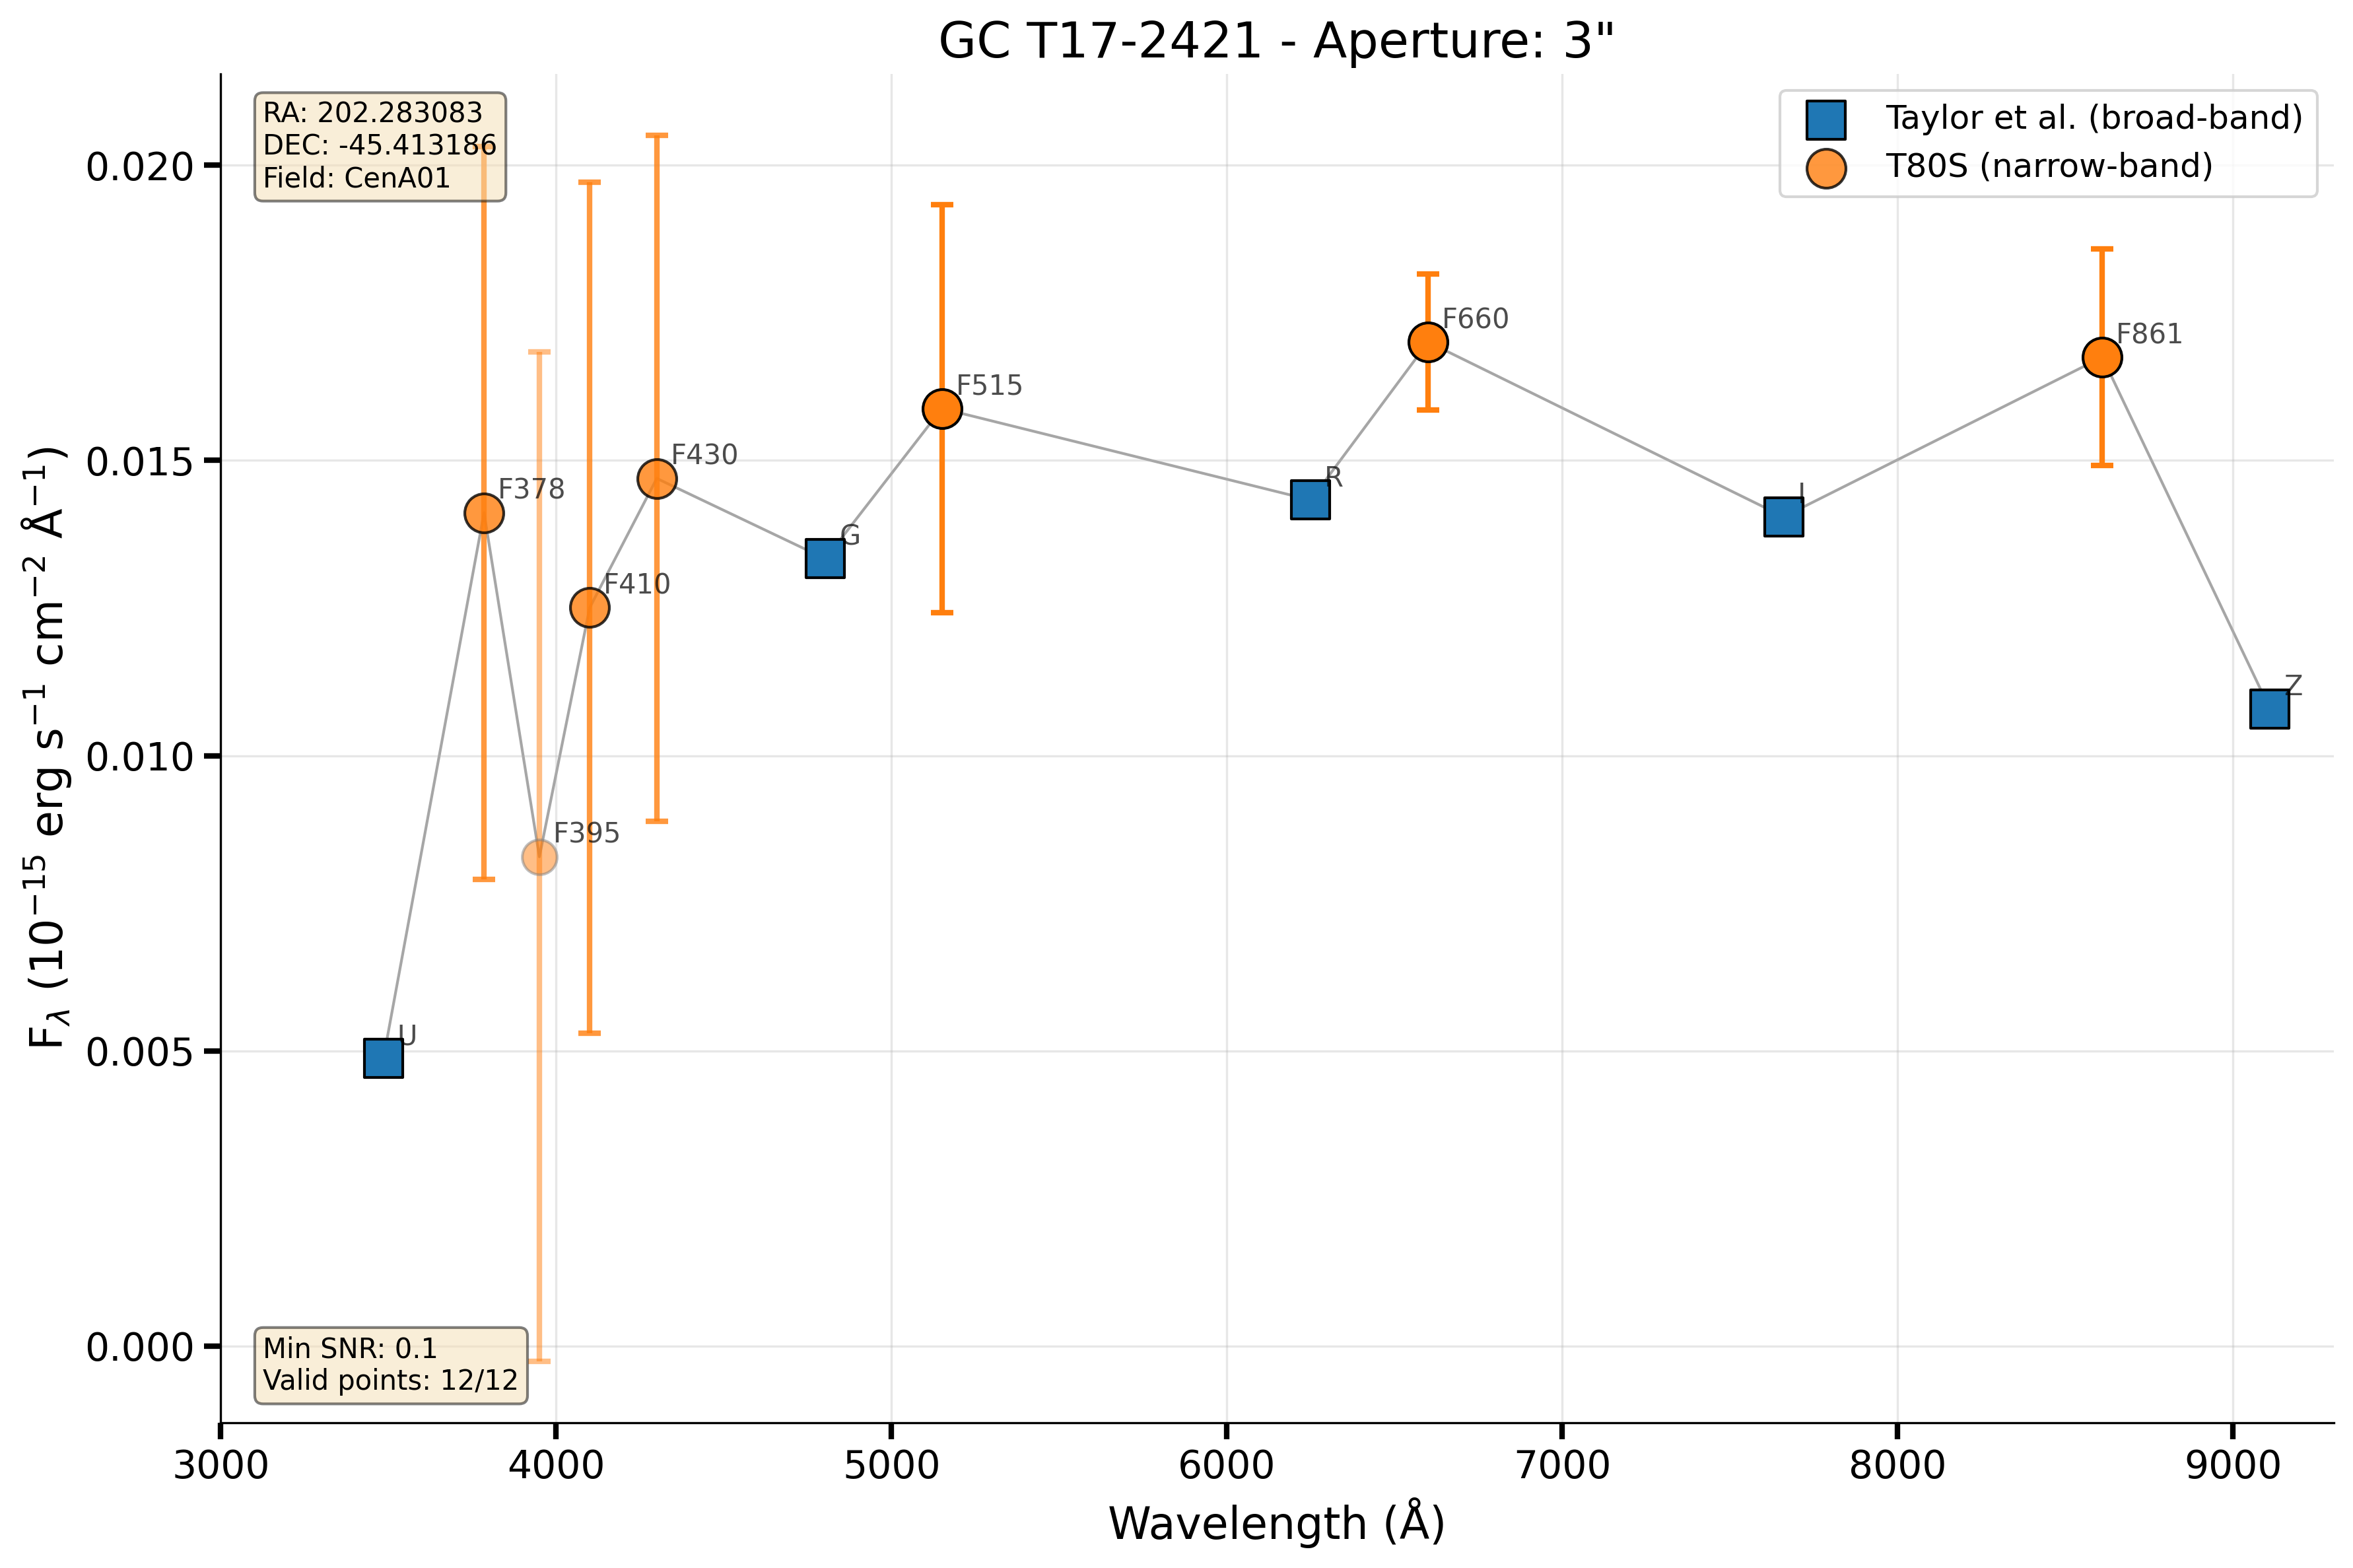 GC T17-2421 - Aperture: 3"
RA: 202.283083
DEC: -45.413186
Field: CenA01
Taylor et al. (broad-band)
T80S (narrow-band)
F660
F861
F515
F430
F378
R
I
G
F410
Z
F395
U
Min SNR: 0.1
Valid points: 12/12
0.020
0.015
0.010
0.005
0.000
F_λ (10⁻¹⁵ erg s⁻¹ cm⁻² Å⁻¹)
3000 4000 5000 6000 7000 8000 9000
Wavelength (Å)